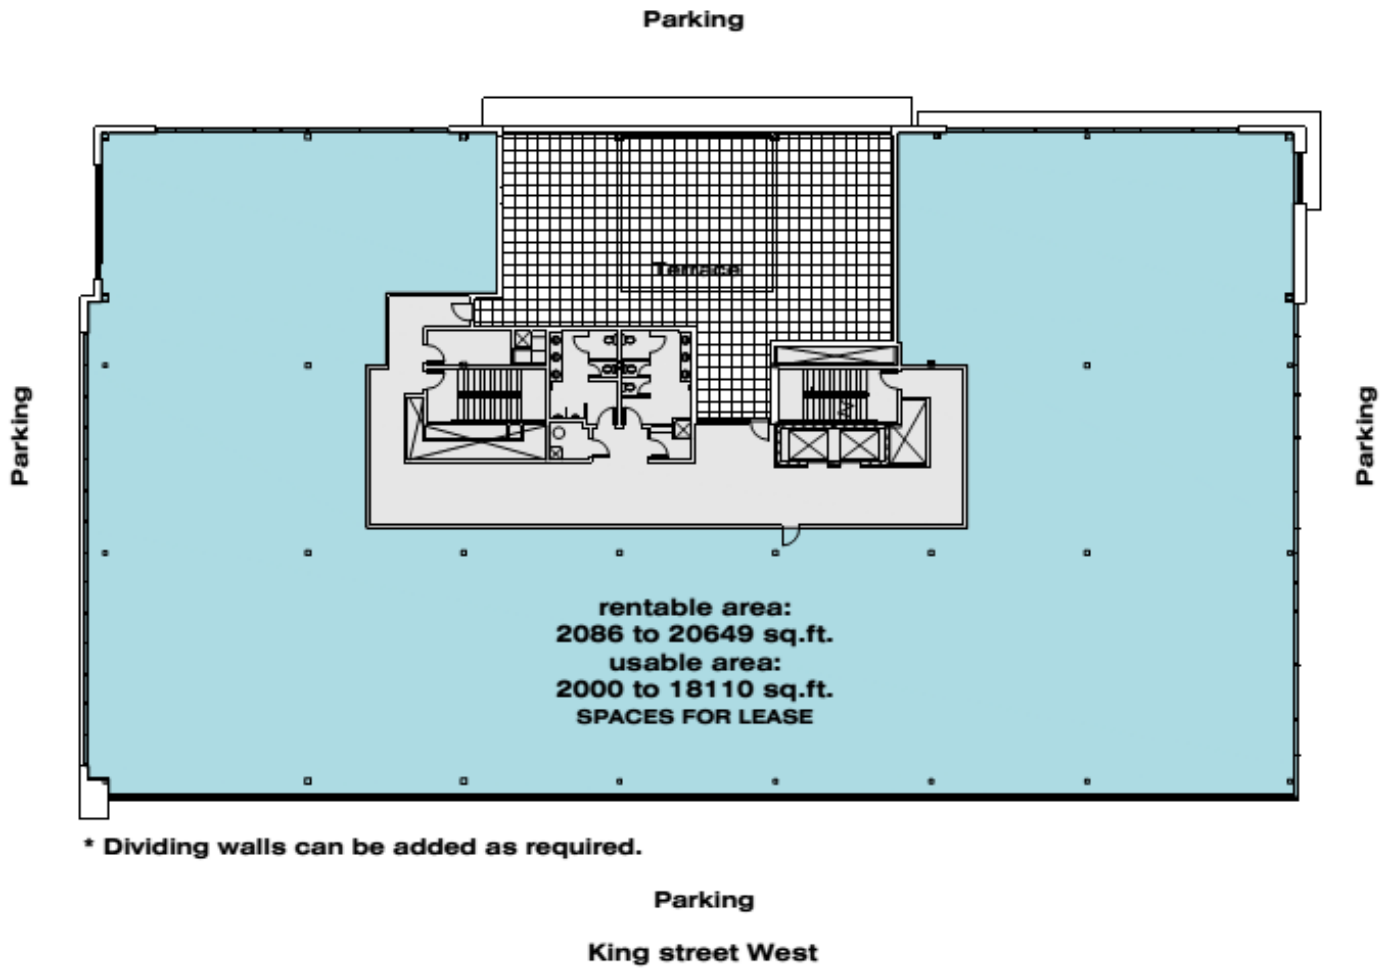 Parking
Terrace
Parking
Parking
rentable area:
2086 to 20649 sq.ft.
usable area:
2000 to 18110 sq.ft.
SPACES FOR LEASE
* Dividing walls can be added as required.
Parking
King street West